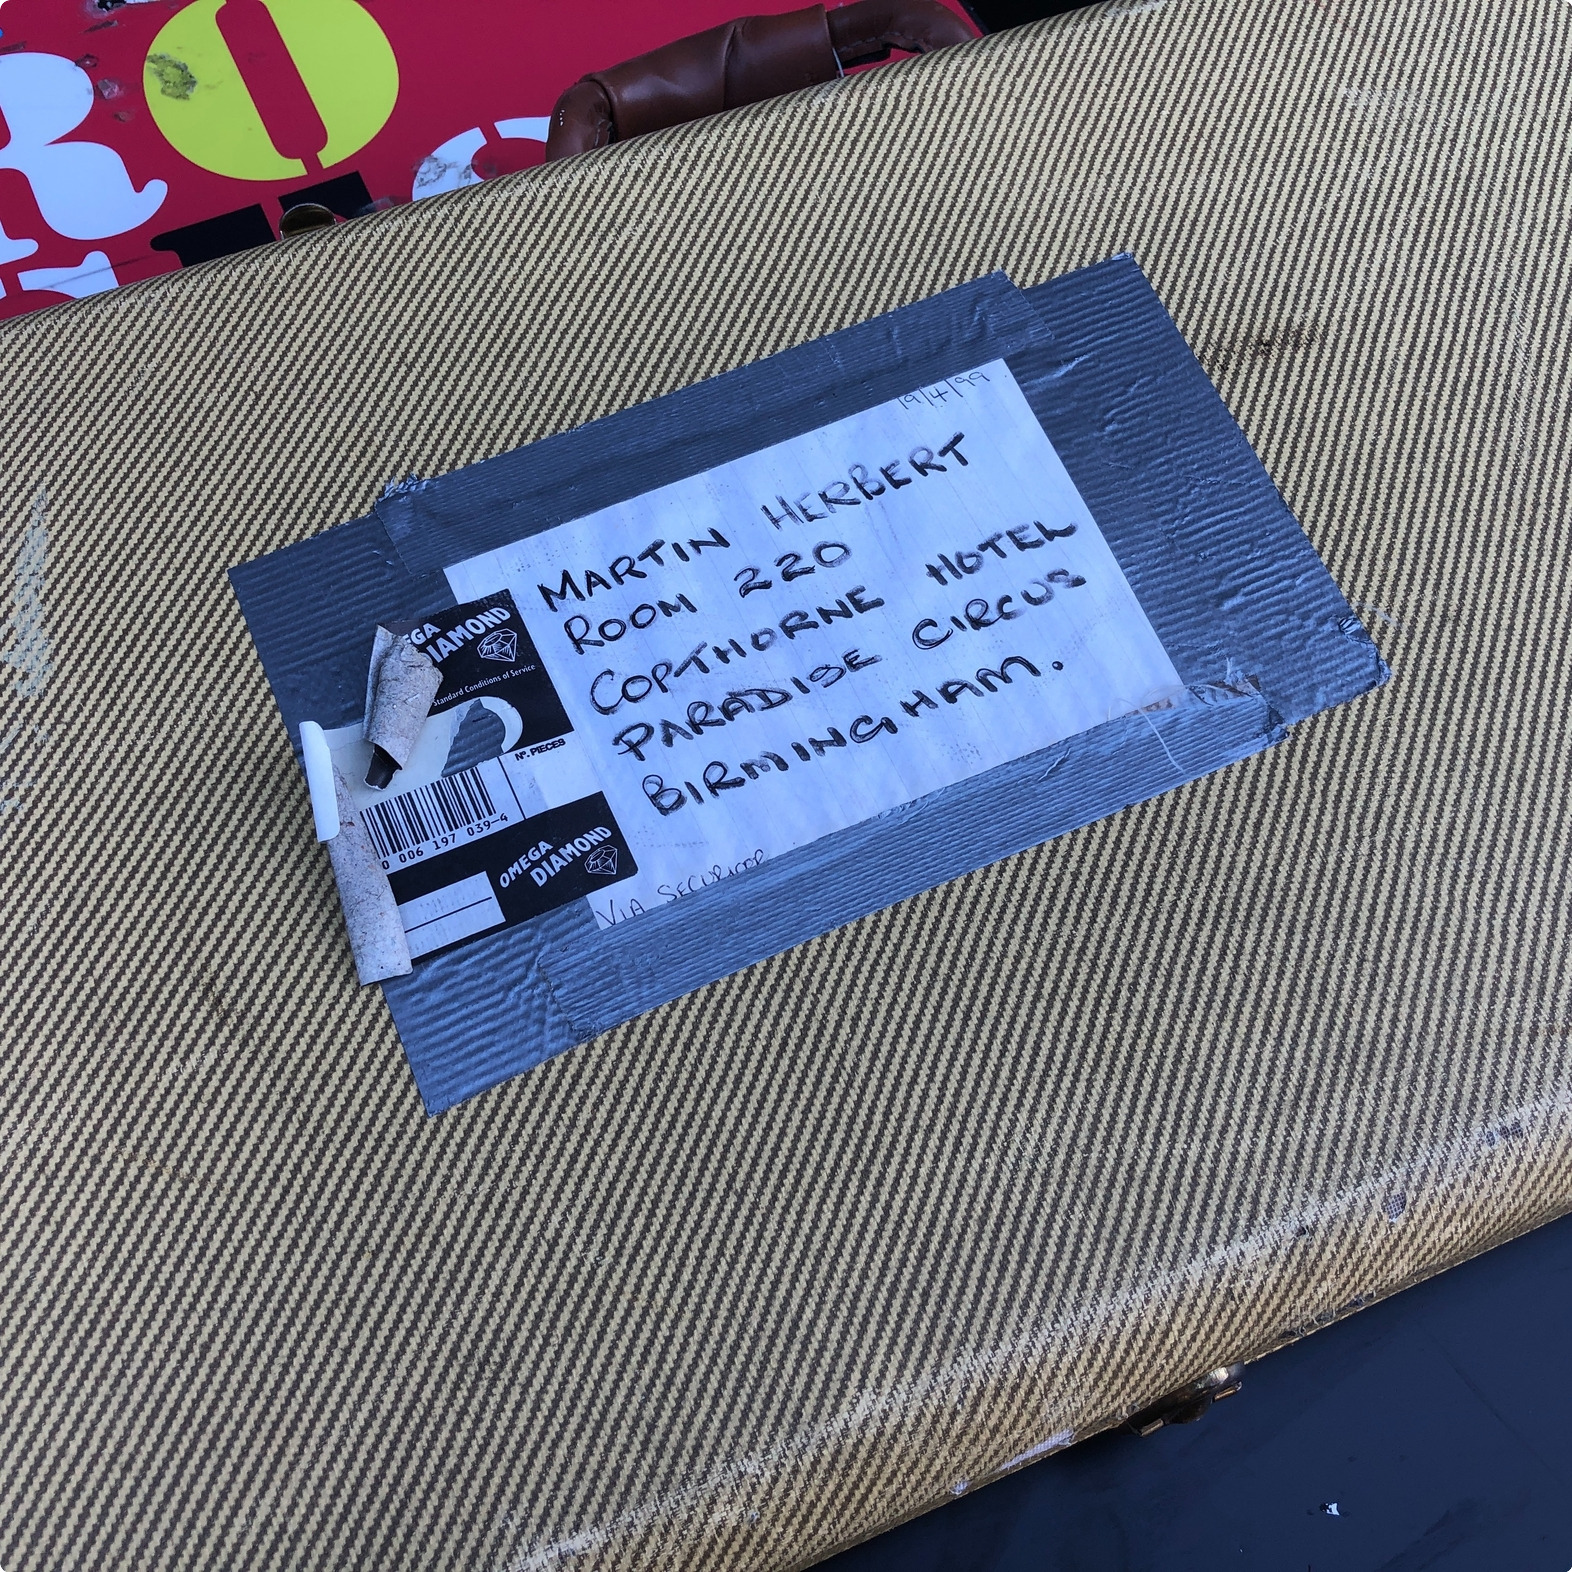 19/4/99
MARTIN HERBERT
ROOM 220
COPTHORNE HOTEL
PARADISE CIRCUS
BIRMINGHAM.
VIA SECURICOR
EGA
DIAMOND
Standard Conditions of Service
Nº. PIECES
0 006 197 039-4
OMEGA
DIAMOND